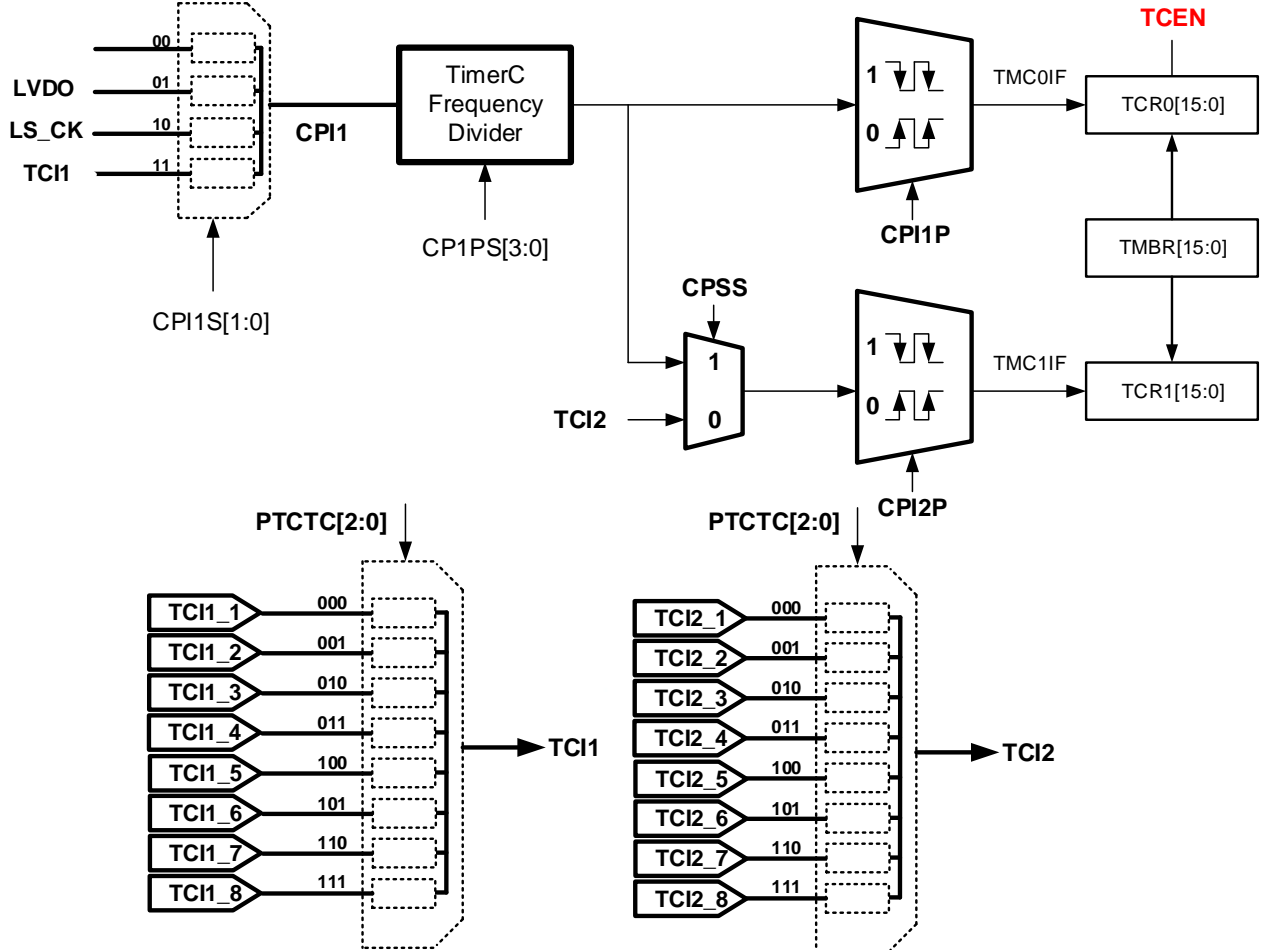 TCEN
00
LVDO 01
LS_CK 10
TCI1 11
CPI1
TimerC
Frequency
Divider
1
0
TMC0IF
TCR0[15:0]
CPI1P
CP1PS[3:0]
TMBR[15:0]
CPI1S[1:0]
CPSS
1
0
TCI2
1
0
TMC1IF
TCR1[15:0]
CPI2P
PTCTC[2:0]
TCI1_1 000
TCI1_2 001
TCI1_3 010
TCI1_4 011
TCI1_5 100
TCI1_6 101
TCI1_7 110
TCI1_8 111
TCI1
PTCTC[2:0]
TCI2_1 000
TCI2_2 001
TCI2_3 010
TCI2_4 011
TCI2_5 100
TCI2_6 101
TCI2_7 110
TCI2_8 111
TCI2